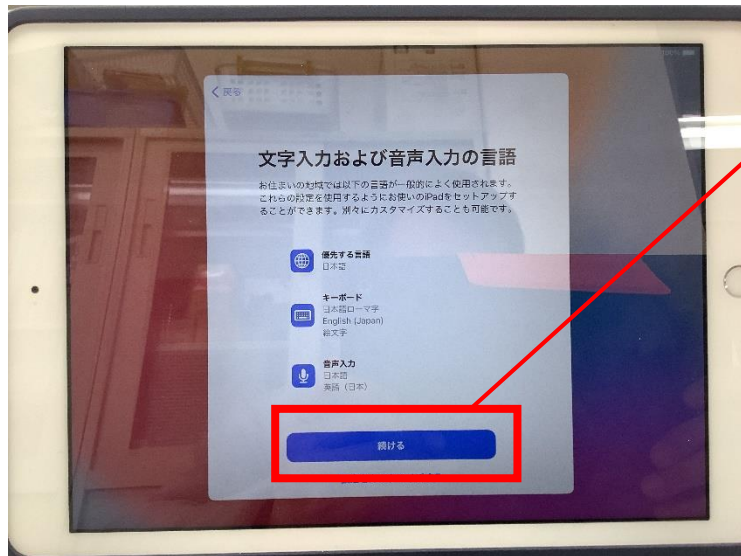 100%
< 戻る
文字入力および音声入力の言語
お住まいの地域では以下の言語が一般的によく使用されます。
これらの設定を使用するようにお使いのiPadをセットアップす
ることができます。別々にカスタマイズすることも可能です。
優先する言語
日本語
キーボード
日本語ローマ字
English (Japan)
絵文字
音声入力
日本語
英語（日本）
続ける